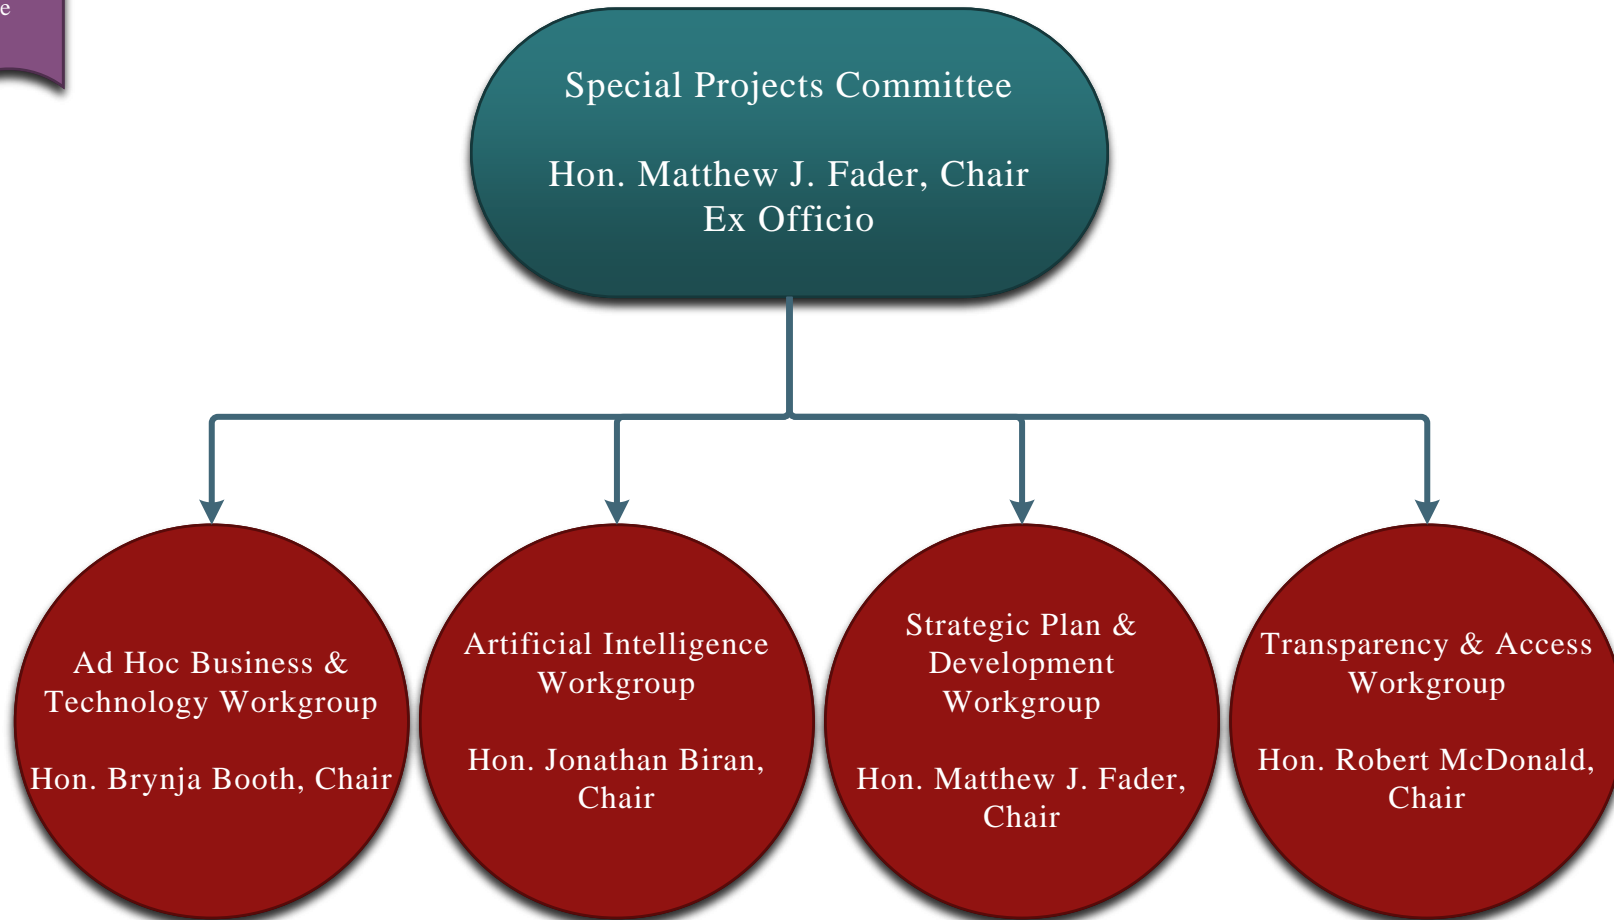 e
Special Projects Committee
Hon. Matthew J. Fader, Chair
Ex Officio
Ad Hoc Business &
Technology Workgroup
Hon. Brynja Booth, Chair
Artificial Intelligence
Workgroup
Hon. Jonathan Biran,
Chair
Strategic Plan &
Development
Workgroup
Hon. Matthew J. Fader,
Chair
Transparency & Access
Workgroup
Hon. Robert McDonald,
Chair